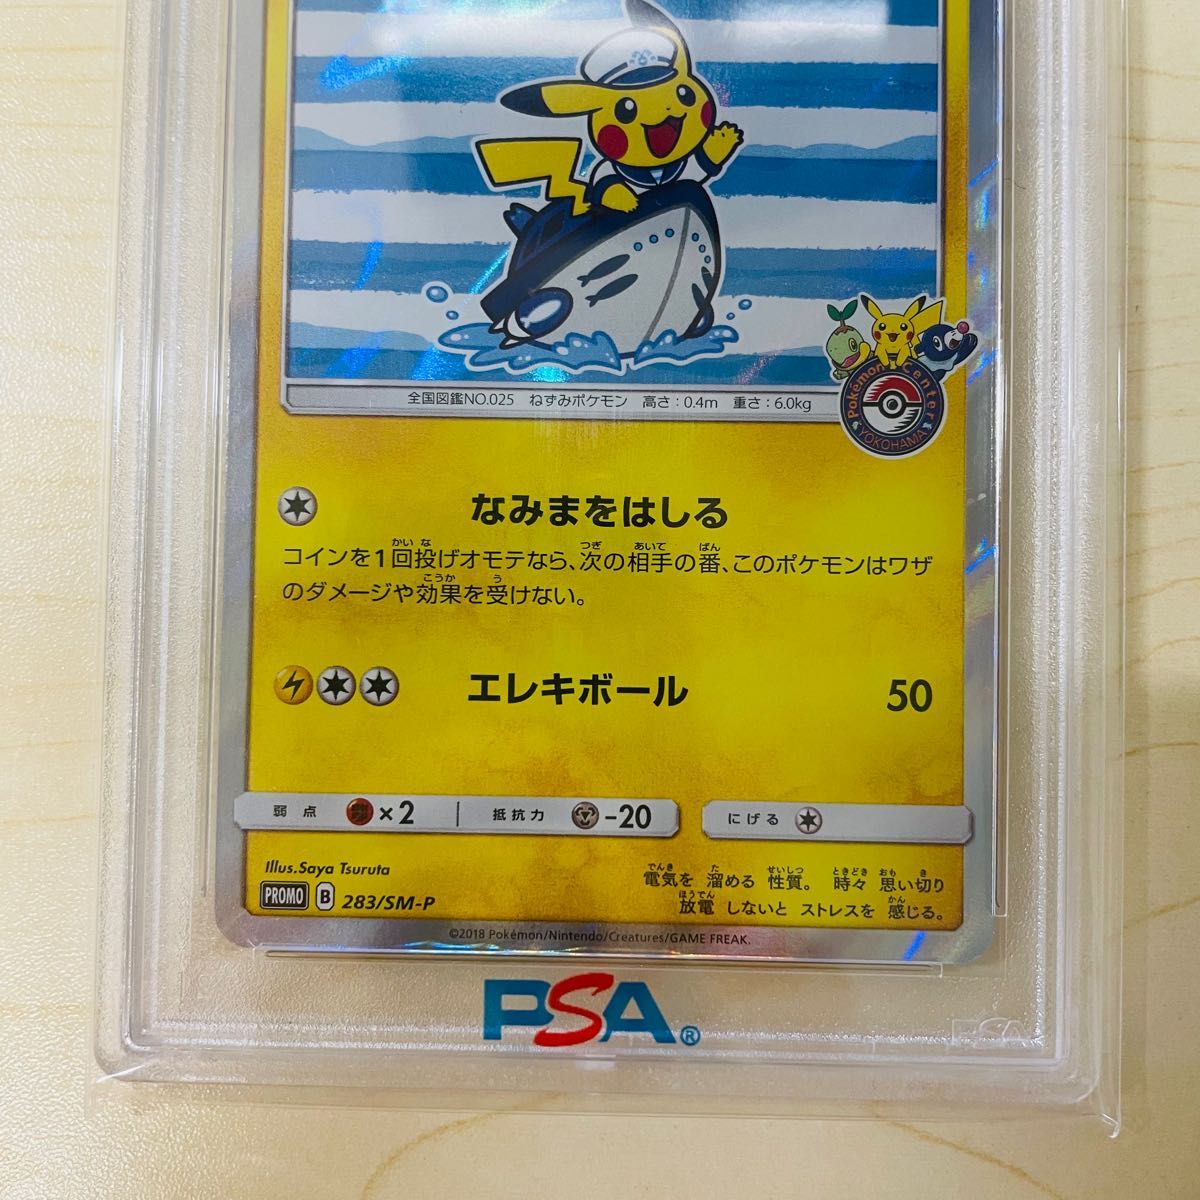 全国図鑑NO.025 ねずみポケモン 高さ:0.4m 重さ:6.0kg
Pokémon Center
YOKOHAMA
なみまをはしる
コインを1回投げオモテなら、次の相手の番、このポケモンはワザ
のダメージや効果を受けない。
エレキボール 50
弱点 ×2 抵抗力 -20 にげる
Illus.Saya Tsuruta
PROMO B 283/SM-P
電気を 溜める 性質。 時々 思い切り
放電 しないと ストレスを 感じる。
©2018 Pokémon/Nintendo/Creatures/GAME FREAK.
PSA®
PSA